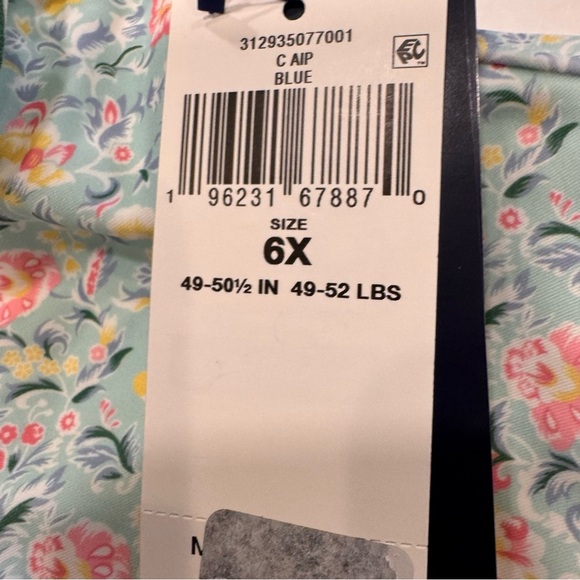 312935077001
C AIP
BLUE
1 96231 67887 0
SIZE
6X
49-50½ IN 49-52 LBS